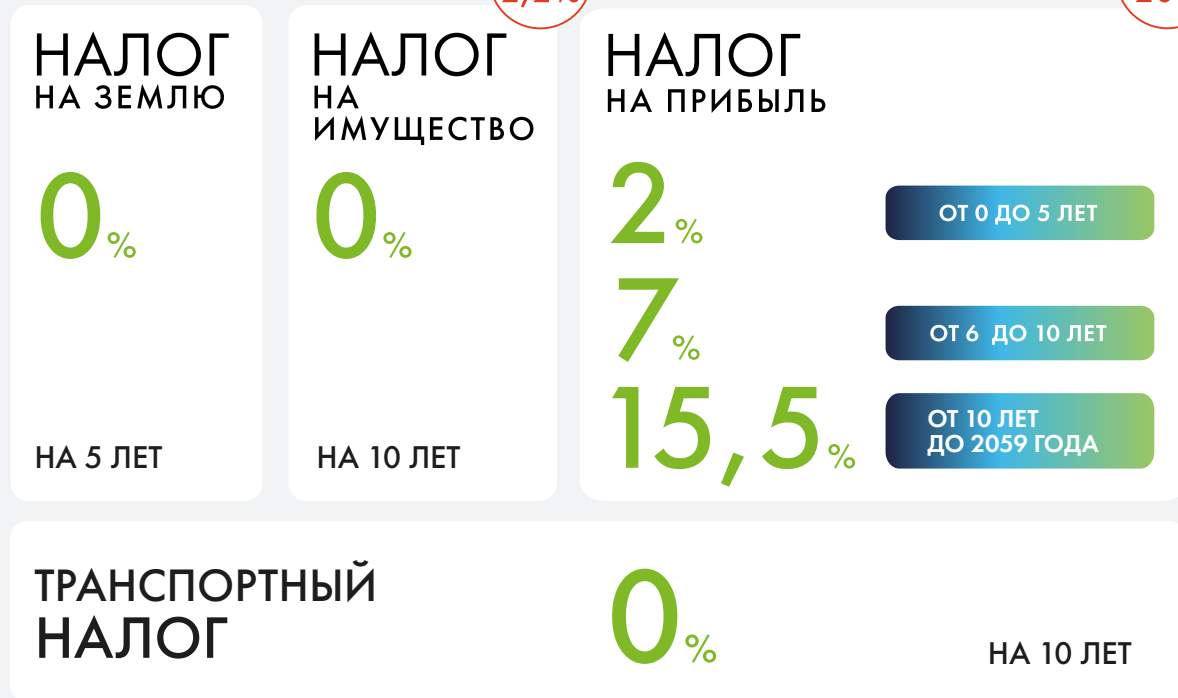 НАЛОГ
НА ЗЕМЛЮ
0%
НА 5 ЛЕТ
НАЛОГ
НА
ИМУЩЕСТВО
0%
НА 10 ЛЕТ
НАЛОГ
НА ПРИБЫЛЬ
2%
ОТ 0 ДО 5 ЛЕТ
7%
ОТ 6 ДО 10 ЛЕТ
15,5%
ОТ 10 ЛЕТ
ДО 2059 ГОДА
ТРАНСПОРТНЫЙ
НАЛОГ
0%
НА 10 ЛЕТ